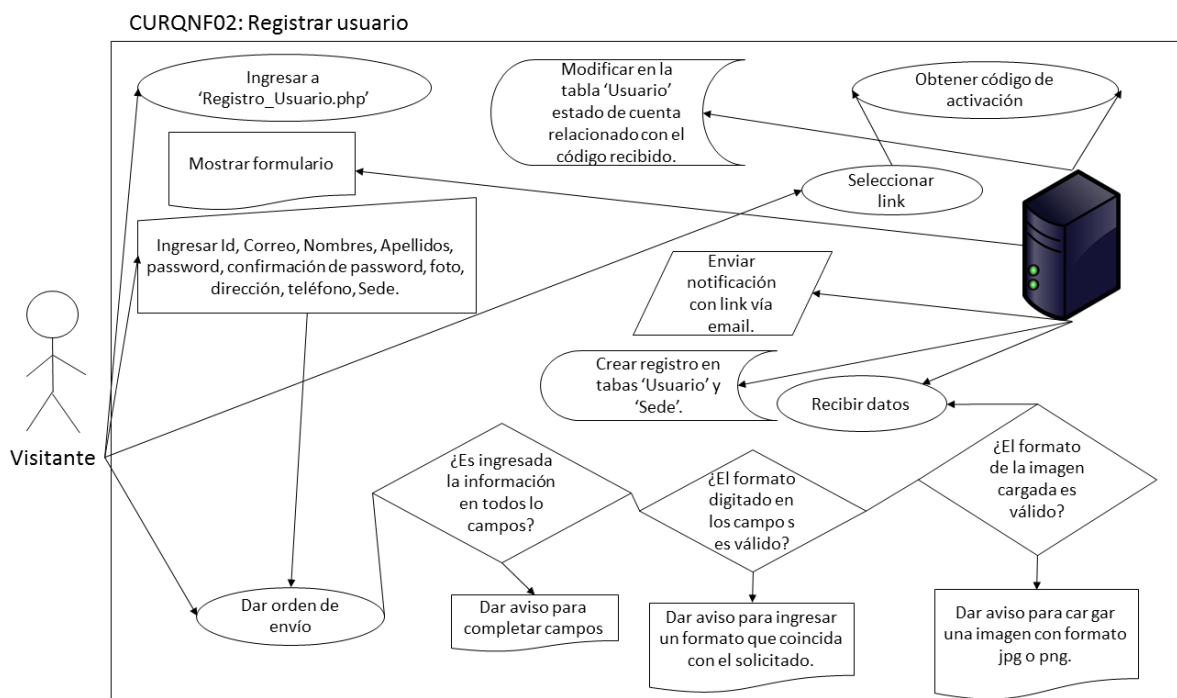 CURQNF02: Registrar usuario
Ingresar a
‘Registro_Usuario.php’
Modificar en la
tabla ‘Usuario’
estado de cuenta
relacionado con el
código recibido.
Obtener código de
activación
Mostrar formulario
Seleccionar
link
Ingresar Id, Correo, Nombres, Apellidos,
password, confirmación de password, foto,
dirección, teléfono, Sede.
Enviar
notificación
con link vía
email.
Crear registro en
tabas ‘Usuario’ y
‘Sede’.
Recibir datos
Visitante
¿Es ingresada
la información
en todos lo
campos?
¿El formato
digitado en
los campo s
es válido?
¿El formato
de la imagen
cargada es
válido?
Dar orden de
envío
Dar aviso para
completar campos
Dar aviso para ingresar
un formato que coincida
con el solicitado.
Dar aviso para car gar
una imagen con formato
jpg o png.